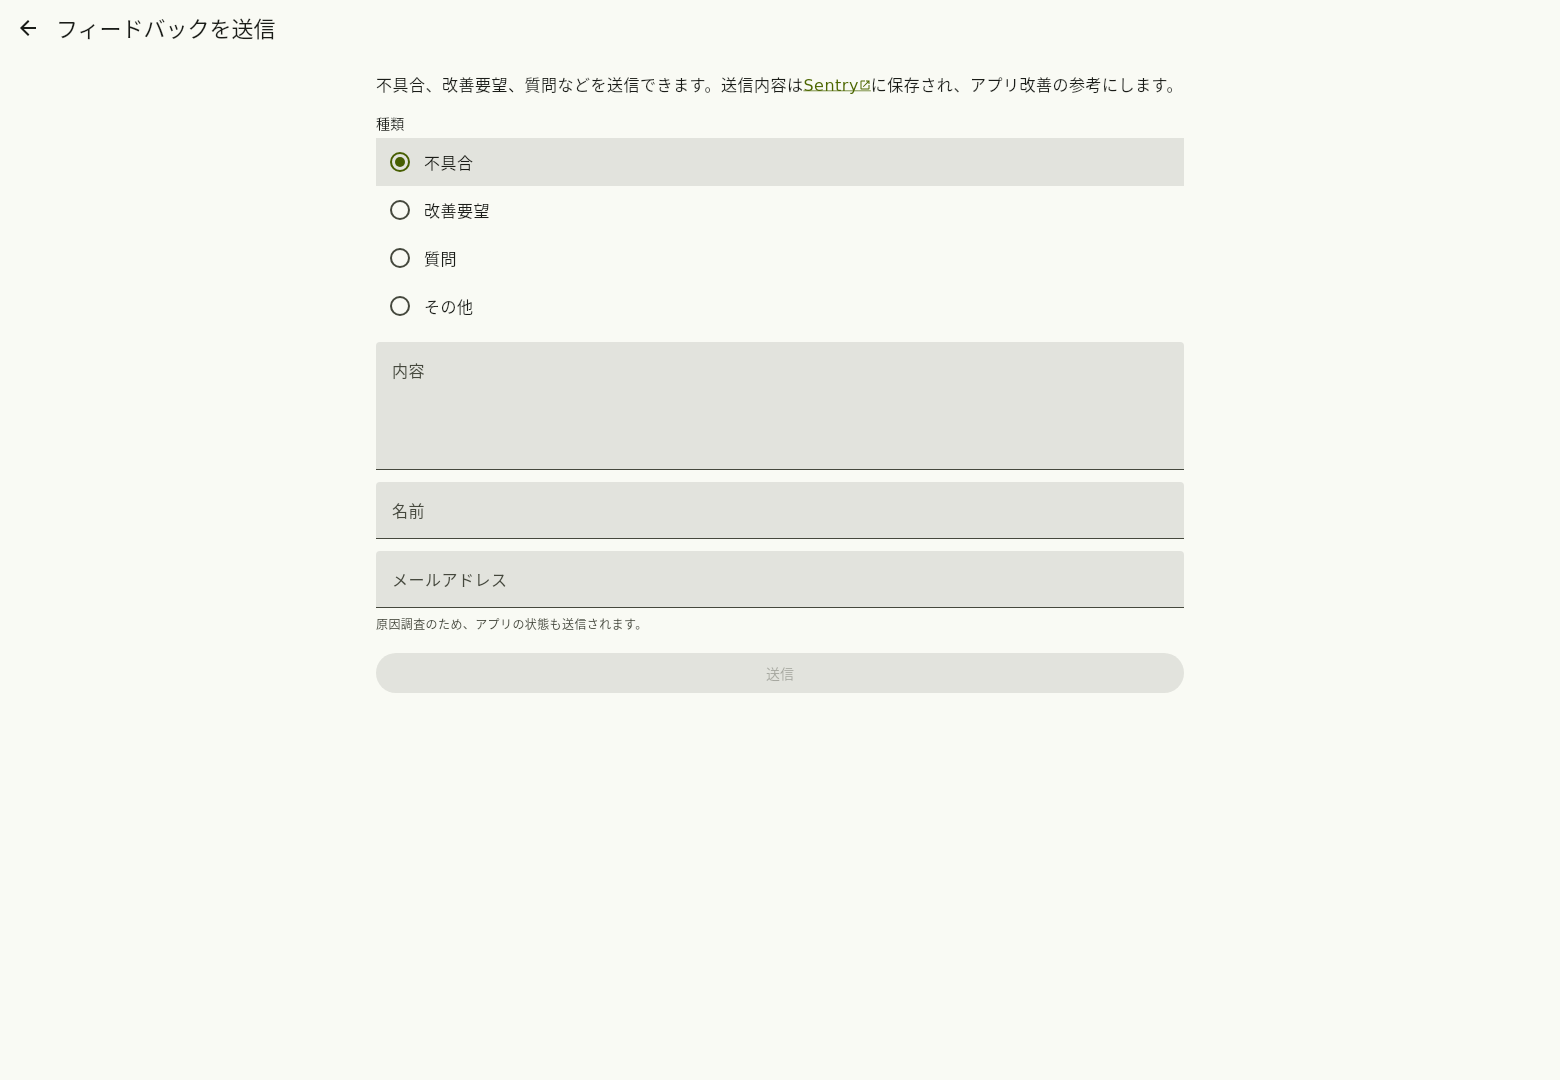 フィードバックを送信
不具合、改善要望、質問などを送信できます。送信内容はSentryに保存され、アプリ改善の参考にします。
種類
不具合
改善要望
質問
その他
内容
名前
メールアドレス
原因調査のため、アプリの状態も送信されます。
送信